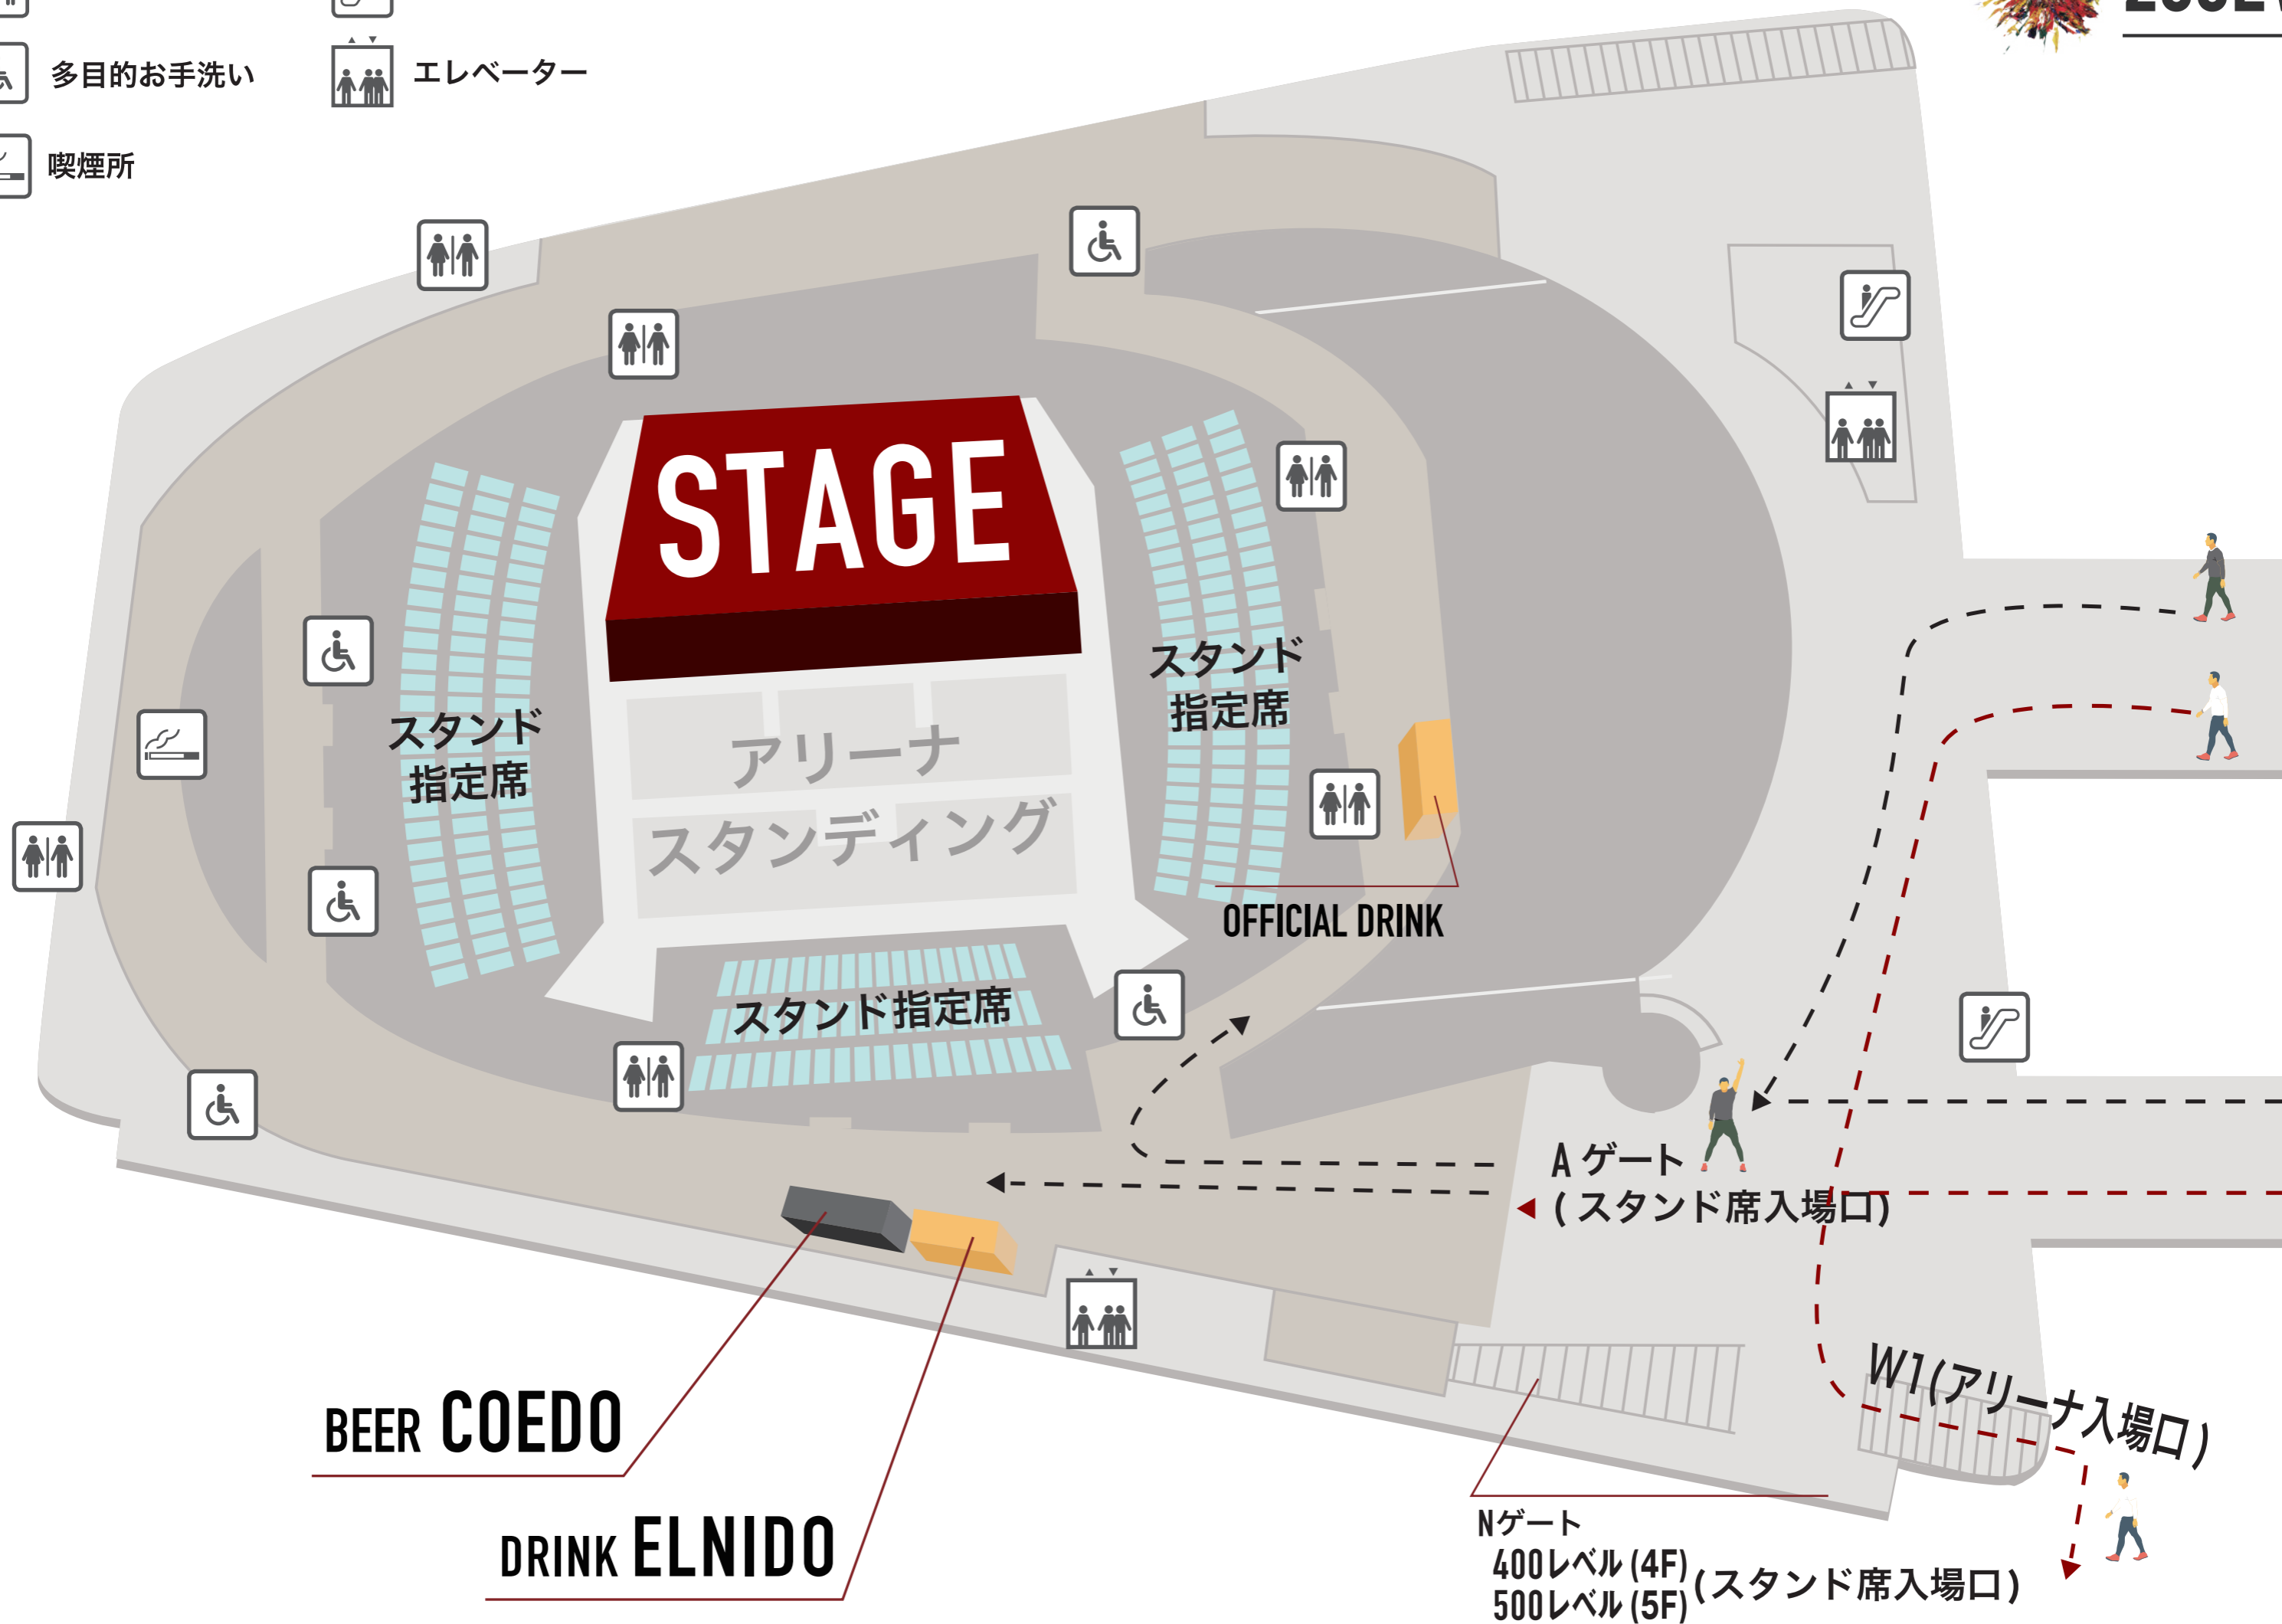 多目的お手洗い
エレベーター
喫煙所
STAGE
スタンド
指定席
スタンド
指定席
アリーナ
スタンディング
OFFICIAL DRINK
スタンド指定席
A ゲート
( スタンド席入場口)
W1(アリーナ入場口)
BEER COEDO
DRINK ELNIDO
Nゲート
400レベル (4F)
500レベル (5F)
(スタンド席入場口)